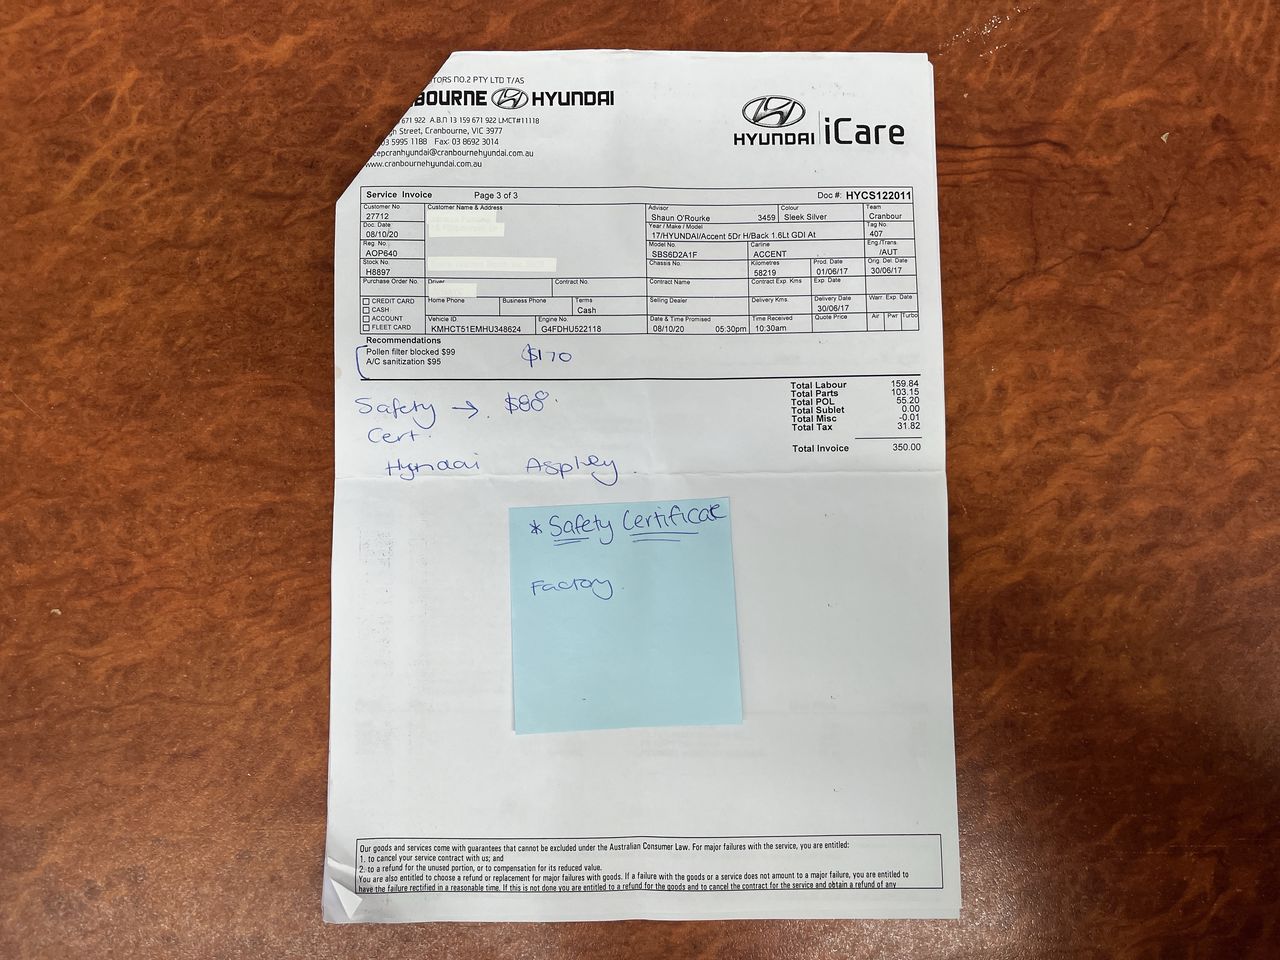 TORS NO.2 PTY LTD T/AS
BOURNE HYUNDAI
671 922 A.B.N 13 159 671 922 LMCT#11118
Street, Cranbourne, VIC 3977
03 5995 1188 Fax: 03 8692 3014
cepcranhyundai@cranbournehyundai.com.au
www.cranbournehyundai.com.au
HYUNDAI iCare
Service Invoice Page 3 of 3 Doc #: HYCS122011
Customer No. Customer Name & Address Advisor Colour Team
27712 Shaun O'Rourke 3459 Sleek Silver Cranbour
Doc. Date Year / Make / Model Tag No.
08/10/20 17/HYUNDAI/Accent 5Dr H/Back 1.6Lt GDI At 407
Reg. No. Model No. Carline Eng./Trans.
AOP640 SBS6D2A1F ACCENT /AUT
Stock No. Chassis No. Kilometres Prod. Date Orig. Del. Date
H8897 58219 01/06/17 30/06/17
Purchase Order No. Driver Contract No. Contract Name Contract Exp. Kms Exp. Date
CREDIT CARD Home Phone Business Phone Terms Selling Dealer Delivery Kms. Delivery Date Warr. Exp. Date
CASH Cash 30/06/17
ACCOUNT Vehicle ID. Engine No. Date & Time Promised Time Received Quote Price Air Pwr Turbo
FLEET CARD KMHCT51EMHU348624 G4FDHU522118 08/10/20 05:30pm 10:30am
Recommendations
Pollen filter blocked $99
A/C sanitization $95
$170
Total Labour 159.84
Total Parts 103.15
Total POL 55.20
Total Sublet 0.00
Total Misc -0.01
Total Tax 31.82
Total Invoice 350.00
Safety → $88
Cert.
Hyndai Aspley.
* Safety Certificate
Factory.
Our goods and services come with guarantees that cannot be excluded under the Australian Consumer Law. For major failures with the service, you are entitled:
1. to cancel your service contract with us; and
2. to a refund for the unused portion, or to compensation for its reduced value.
You are also entitled to choose a refund or replacement for major failures with goods. If a failure with the goods or a service does not amount to a major failure, you are entitled to
have the failure rectified in a reasonable time. If this is not done you are entitled to a refund for the goods and to cancel the contract for the service and obtain a refund of any